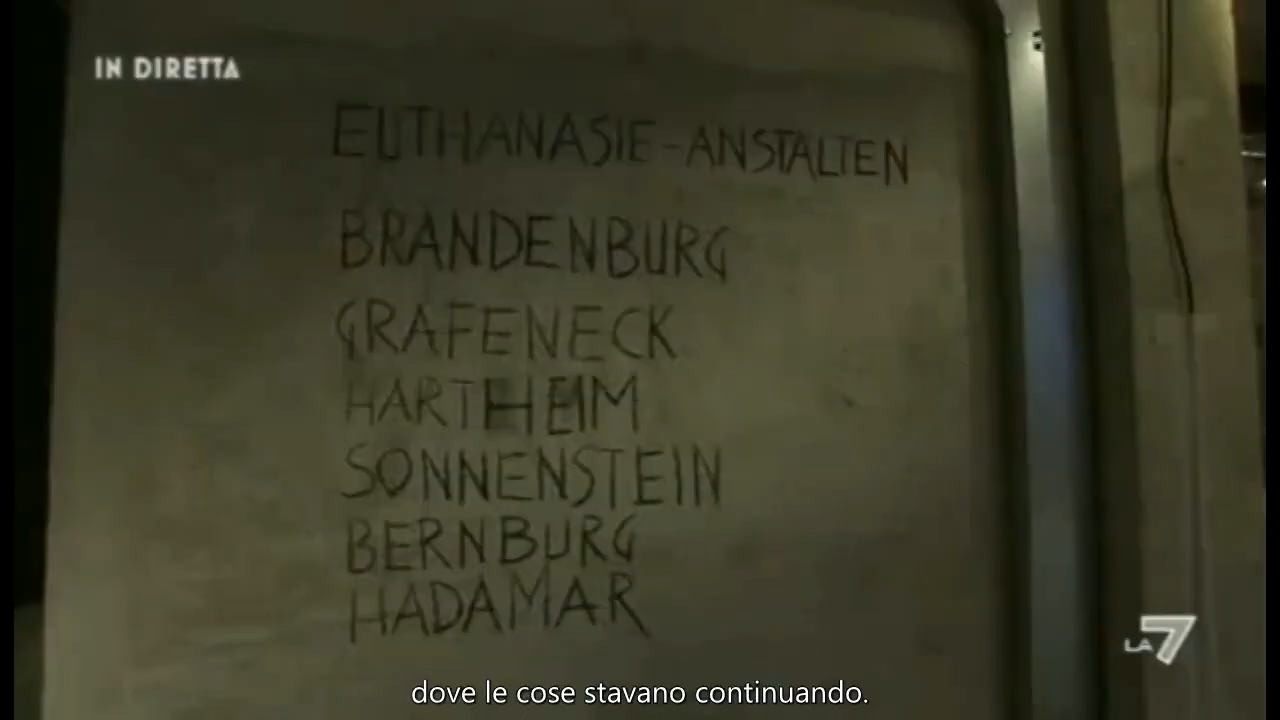 IN DIRETTA
EUTHANASIE-ANSTALTEN
BRANDENBURG
GRAFENECK
HARTHEIM
SONNENSTEIN
BERNBURG
HADAMAR
LA7
dove le cose stavano continuando.